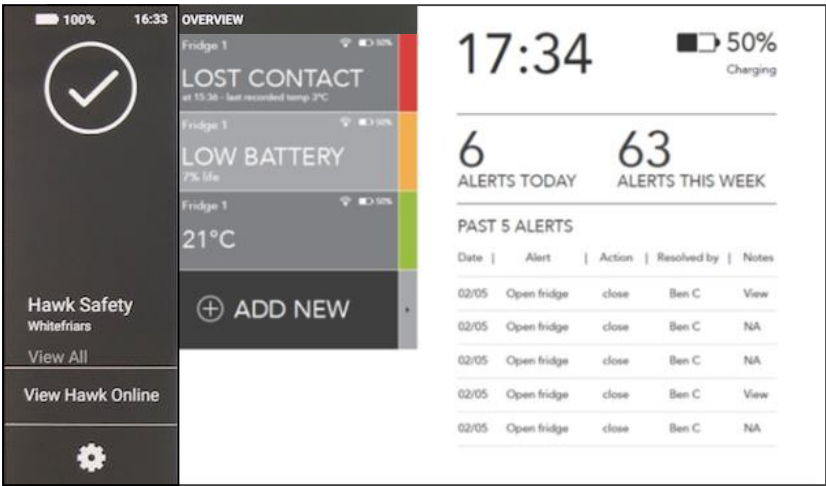 100% 16:33
Hawk Safety
Whitefriars
View All
View Hawk Online
OVERVIEW
Fridge 1 50%
LOST CONTACT
at 15:36 - last recorded temp 3°C
Fridge 1 50%
LOW BATTERY
7% life
Fridge 1 50%
21°C
ADD NEW
17:34 50%
Charging
6 63
ALERTS TODAY ALERTS THIS WEEK
PAST 5 ALERTS
Date | Alert | Action | Resolved by | Notes
02/05 Open fridge close Ben C View
02/05 Open fridge close Ben C NA
02/05 Open fridge close Ben C NA
02/05 Open fridge close Ben C View
02/05 Open fridge close Ben C NA